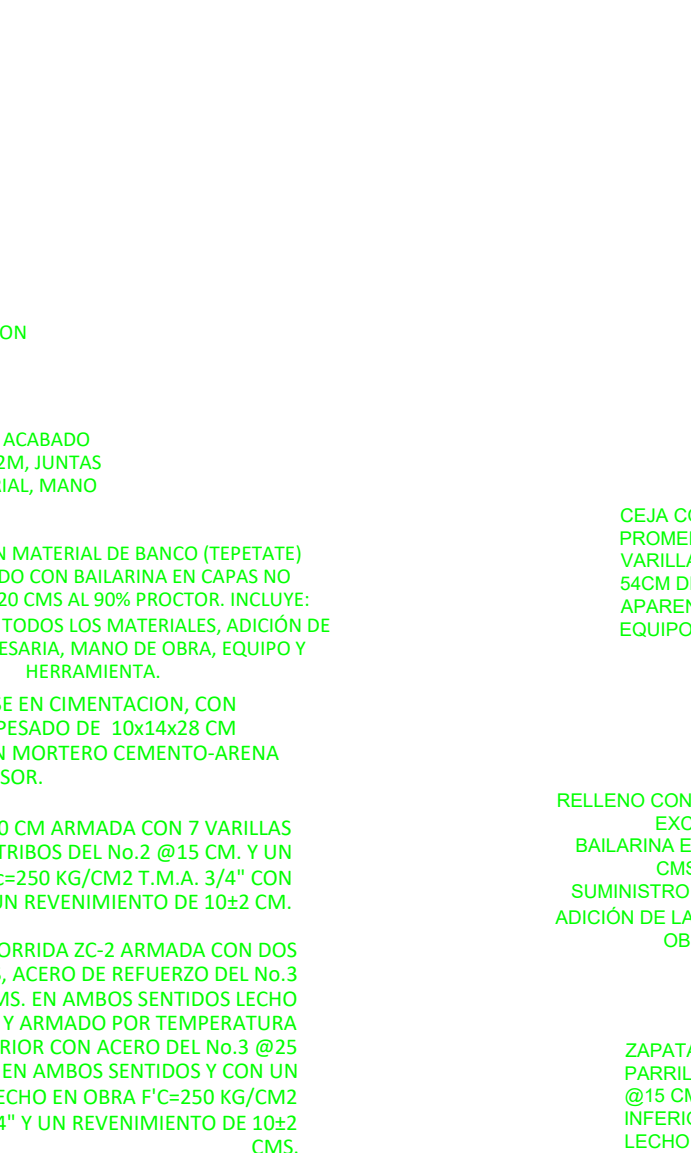 ON
ACABADO
2M, JUNTAS
RIAL, MANO
N MATERIAL DE BANCO (TEPETATE)
DO CON BAILARINA EN CAPAS NO
20 CMS AL 90% PROCTOR. INCLUYE:
TODOS LOS MATERIALES, ADICIÓN DE
ESARIA, MANO DE OBRA, EQUIPO Y
HERRAMIENTA.
SE EN CIMENTACION, CON
PESADO DE 10x14x28 CM
N MORTERO CEMENTO-ARENA
SOR.
0 CM ARMADA CON 7 VARILLAS
TRIBOS DEL No.2 @15 CM. Y UN
c=250 KG/CM2 T.M.A. 3/4" CON
UN REVENIMIENTO DE 10±2 CM.
ORRIDA ZC-2 ARMADA CON DOS
, ACERO DE REFUERZO DEL No.3
MS. EN AMBOS SENTIDOS LECHO
Y ARMADO POR TEMPERATURA
RIOR CON ACERO DEL No.3 @25
EN AMBOS SENTIDOS Y CON UN
ECHO EN OBRA F'C=250 KG/CM2
4" Y UN REVENIMIENTO DE 10±2
CMS.
CEJA CO
PROME
VARILLA
54CM D
APAREN
EQUIPO
RELLENO CON
EXC
BAILARINA E
CMS
SUMINISTRO
ADICIÓN DE LA
OB
ZAPATA
PARRIL
@15 CM
INFERIO
LECHO